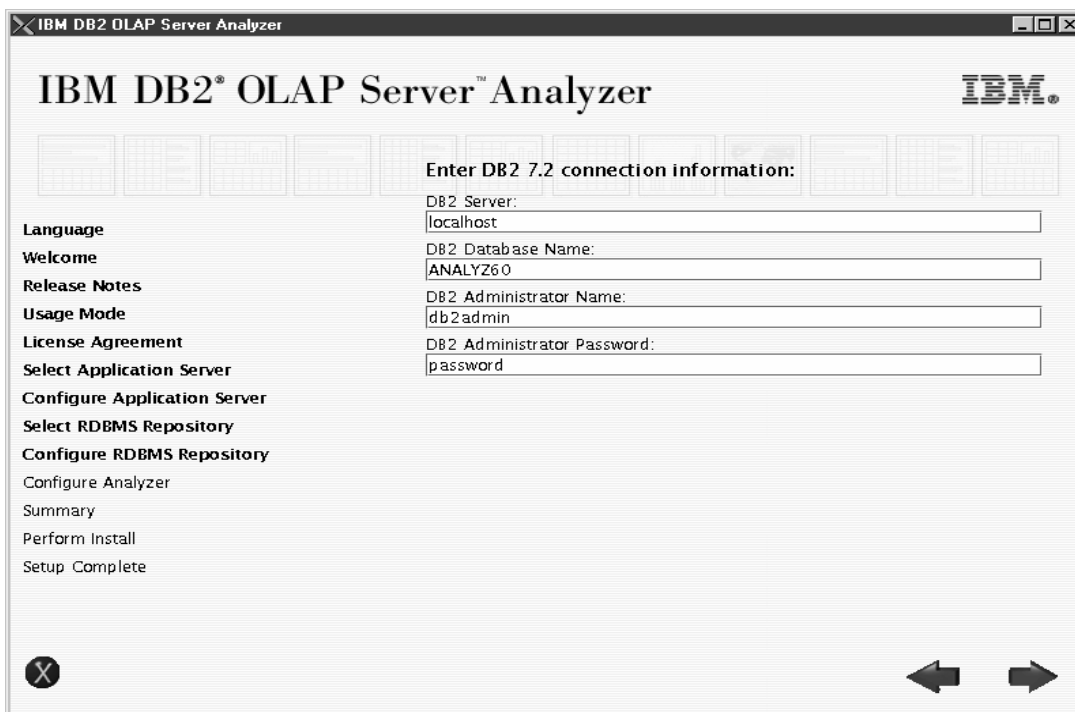 IBM DB2 OLAP Server Analyzer
IBM DB2® OLAP Server™ Analyzer
IBM®
Enter DB2 7.2 connection information:
DB2 Server:
localhost
DB2 Database Name:
ANALYZ60
DB2 Administrator Name:
db2admin
DB2 Administrator Password:
password
Language
Welcome
Release Notes
Usage Mode
License Agreement
Select Application Server
Configure Application Server
Select RDBMS Repository
Configure RDBMS Repository
Configure Analyzer
Summary
Perform Install
Setup Complete